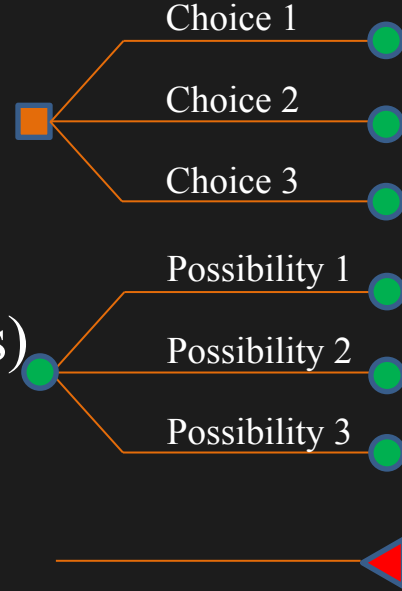 Choice 1
Choice 2
Choice 3
Possibility 1
s)
Possibility 2
Possibility 3